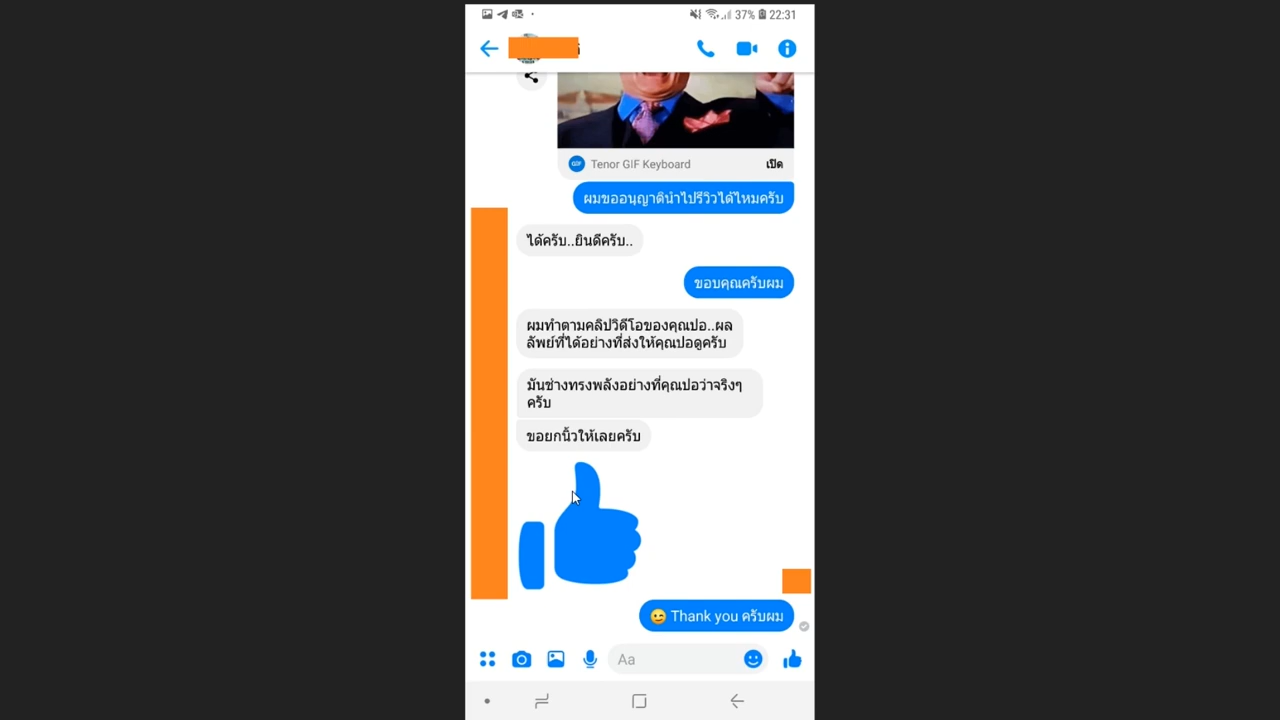 37% 22:31
Tenor GIF Keyboard เปิด
ผมขออนุญาตินำไปรีวิวได้ไหมครับ
ได้ครับ..ยินดีครับ..
ขอบคุณครับผม
ผมทำตามคลิปวิดีโอของคุณปอ..ผล
ลัพย์ที่ได้อย่างที่ส่งให้คุณปอดูครับ
มันช่างทรงพลังอย่างที่คุณปอว่าจริงๆ
ครับ
ขอยกนิ้วให้เลยครับ
😉 Thank you ครับผม
Aa